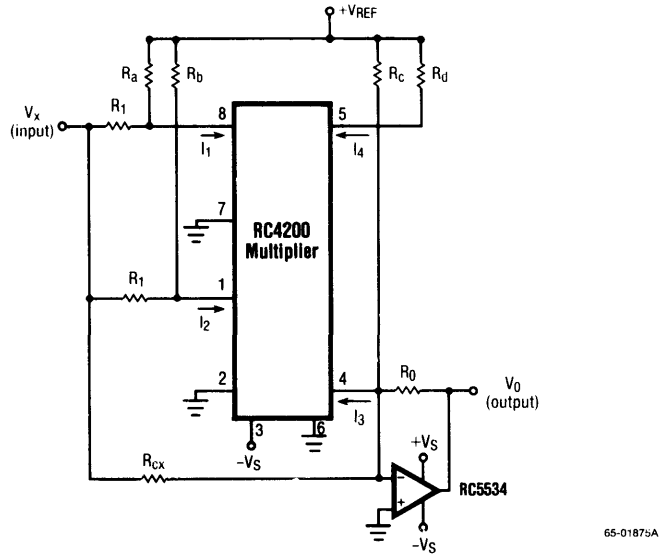 +VREF
Ra
Rb
Rc
Rd
Vx
(input)
R1
8
5
I1
I4
7
RC4200
Multiplier
R1
1
I2
2
4
R0
V0
(output)
I3
3
6
-VS
Rcx
+VS
−
+
RC5534
-VS
65-01875A